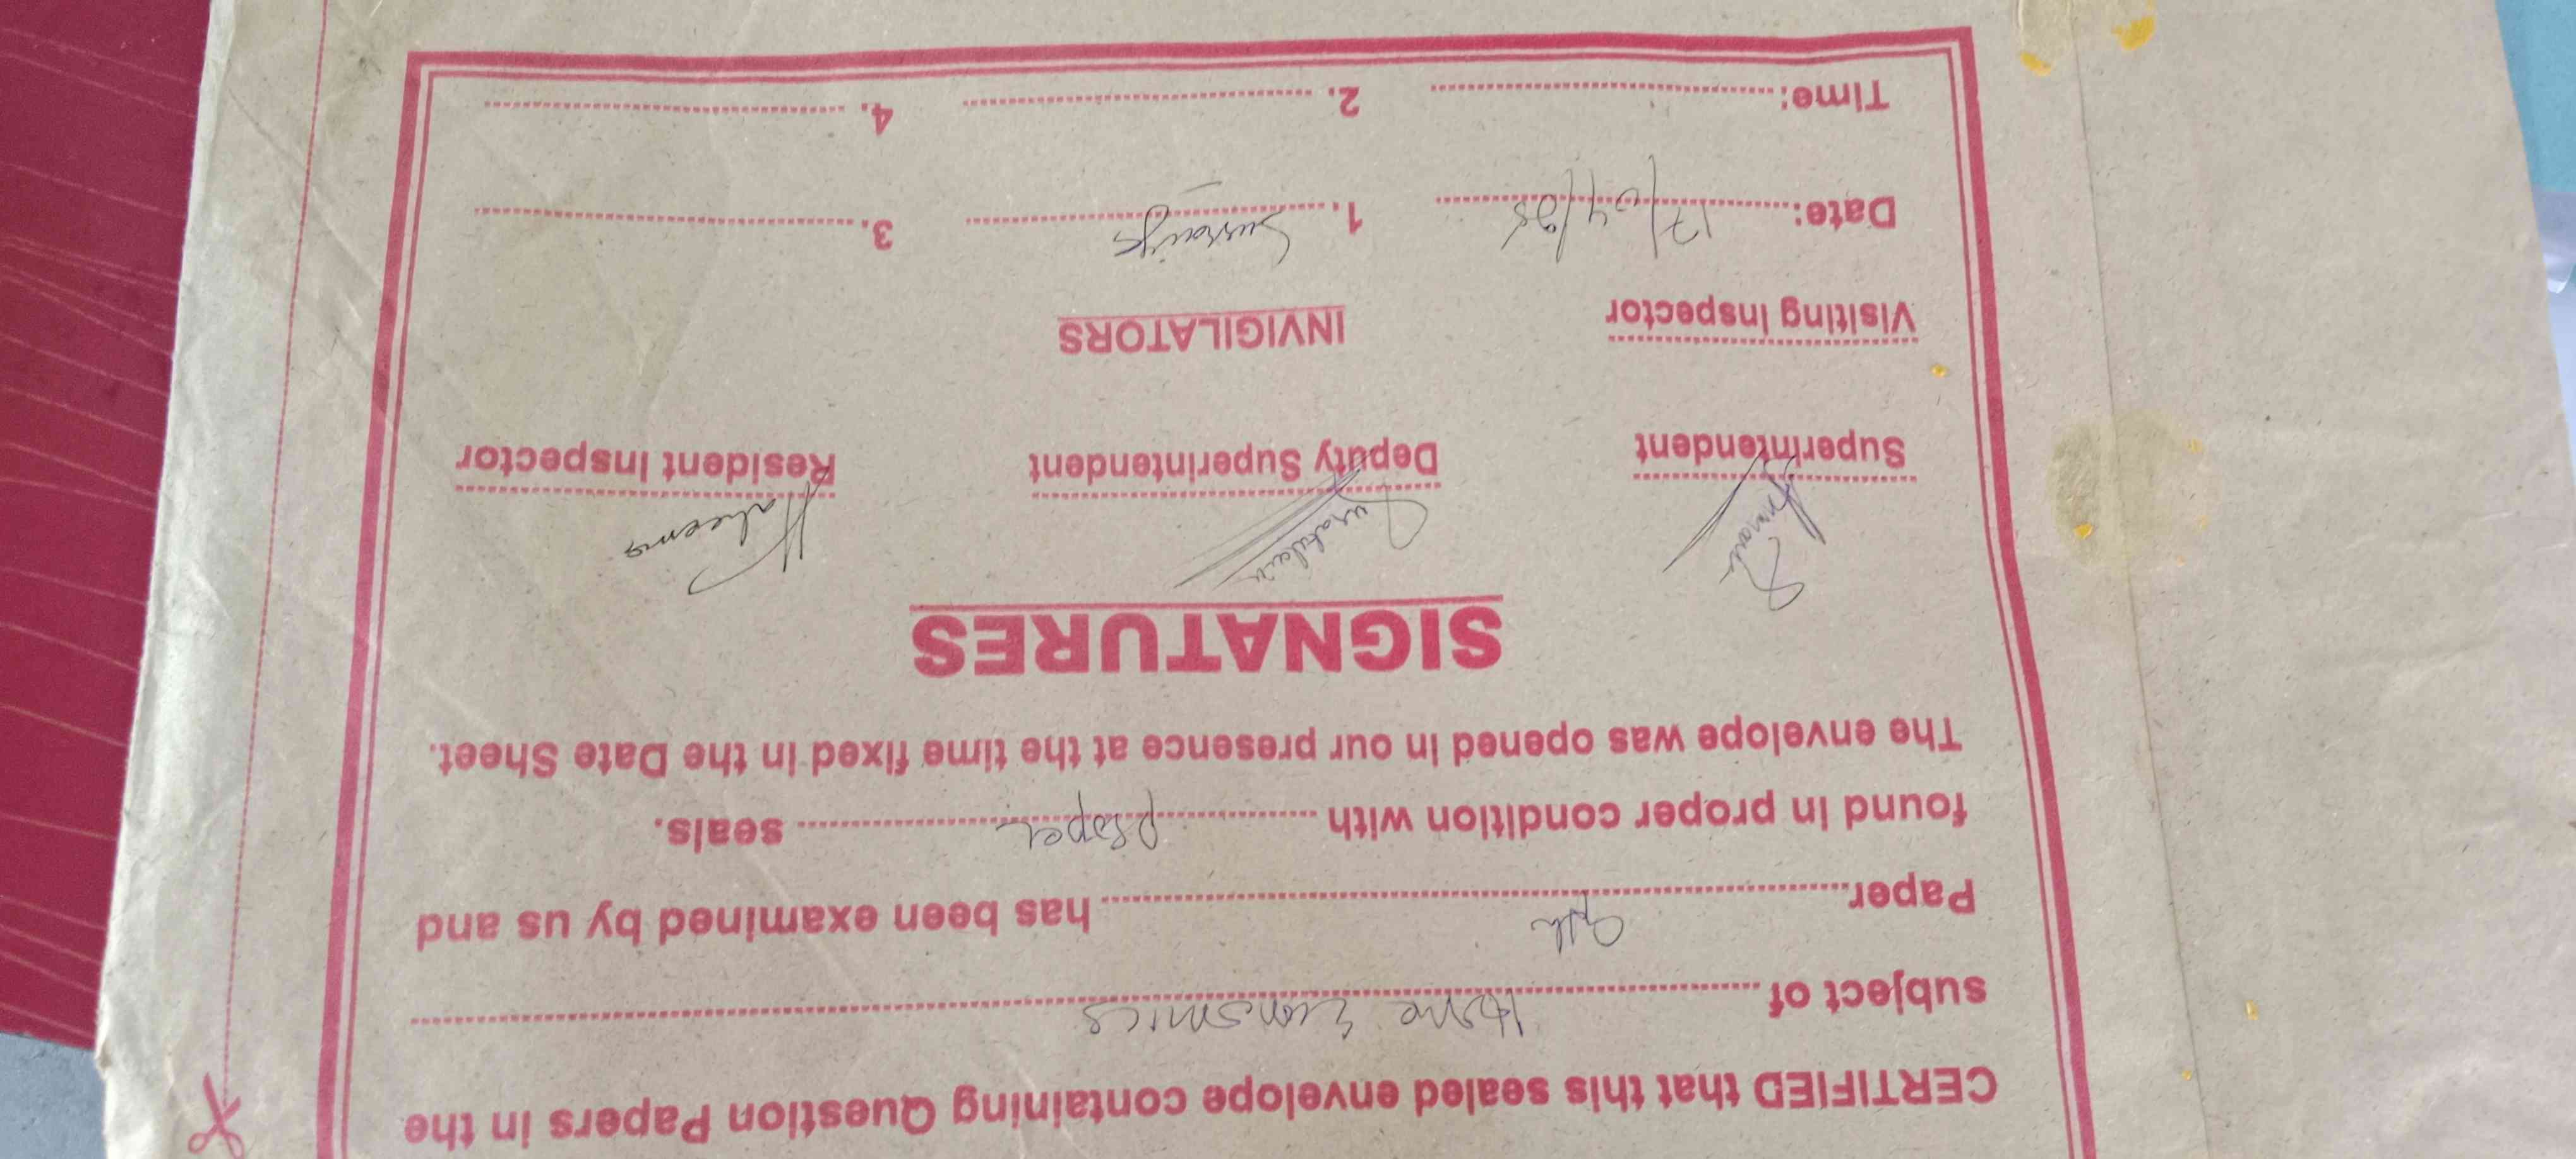 CERTIFIED that this sealed envelope containing Question Papers in the
subject of Home Economics
Paper 9th has been examined by us and
found in proper condition with proper seals.
The envelope was opened in our presence at the time fixed in the Date Sheet.
SIGNATURES
Haleema
Superintendent Deputy Superintendent Resident Inspector
Visiting Inspector INVIGILATORS
Date: 17/04/25 1. 3.
Time: 2. 4.